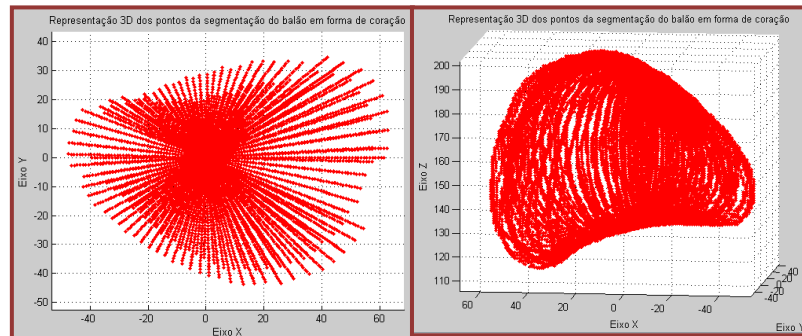 Representação 3D dos pontos da segmentação do balão em forma de coração
40
30
20
10
0
-10
-20
-30
-40
-50
Eixo Y
-40 -20 0 20 40 60
Eixo X
Representação 3D dos pontos da segmentação do balão em forma de coração
200
190
180
170
160
150
140
130
120
110
Eixo Z
60 40 20 0 -20 -40
Eixo X
-40 -20 0 20 40
Eixo Y